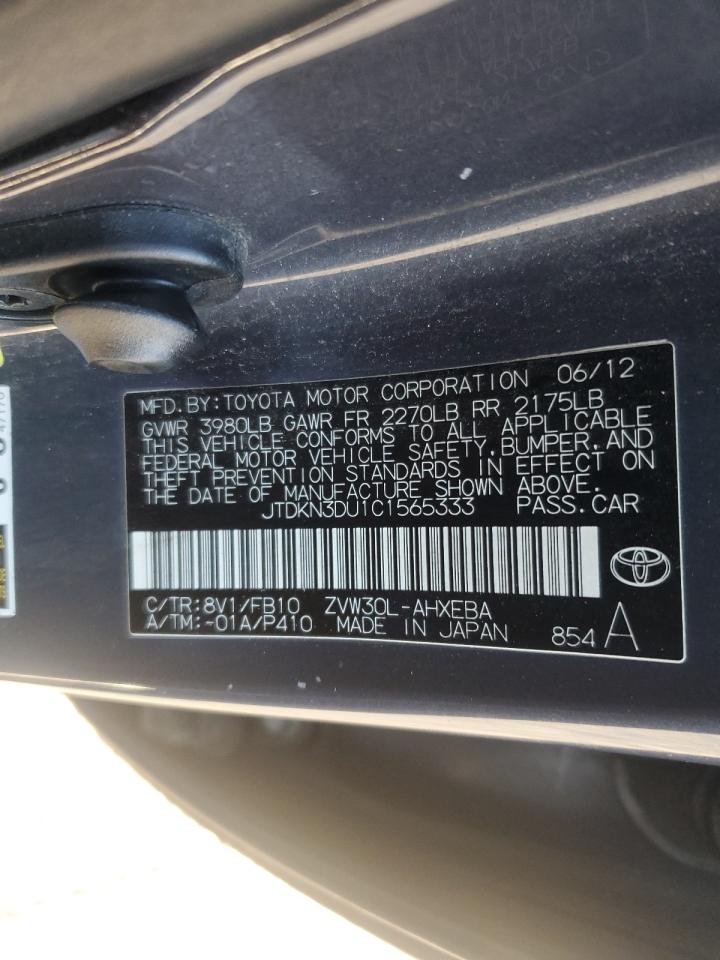 MFD.BY:TOYOTA MOTOR CORPORATION 06/12
GVWR 3980LB GAWR FR 2270LB RR 2175LB
THIS VEHICLE CONFORMS TO ALL APPLICABLE
FEDERAL MOTOR VEHICLE SAFETY,BUMPER,AND
THEFT PREVENTION STANDARDS IN EFFECT ON
THE DATE OF MANUFACTURE SHOWN ABOVE.
JTDKN3DU1C1565333 PASS.CAR
C/TR:8V1/FB10 ZVW30L-AHXEBA
A/TM:-01A/P410 MADE IN JAPAN 854 A